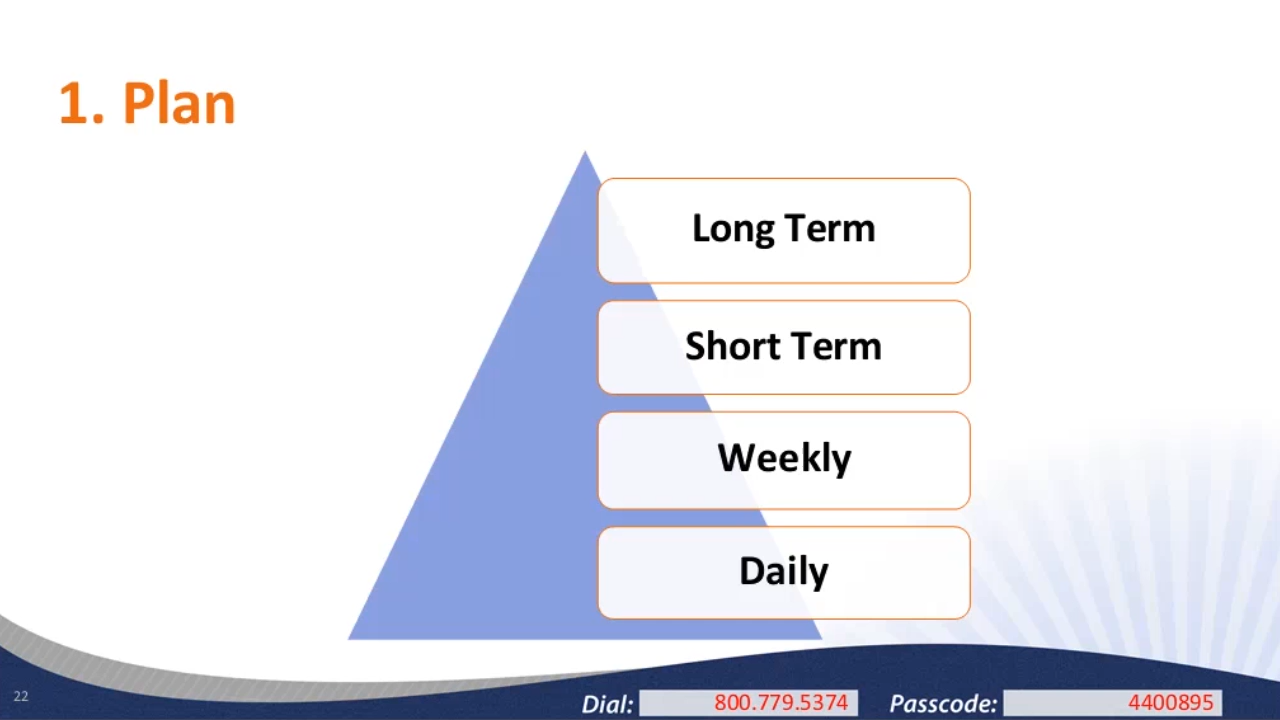 1. Plan
Long Term
Short Term
Weekly
Daily
22
Dial: 800.779.5374 Passcode: 4400895